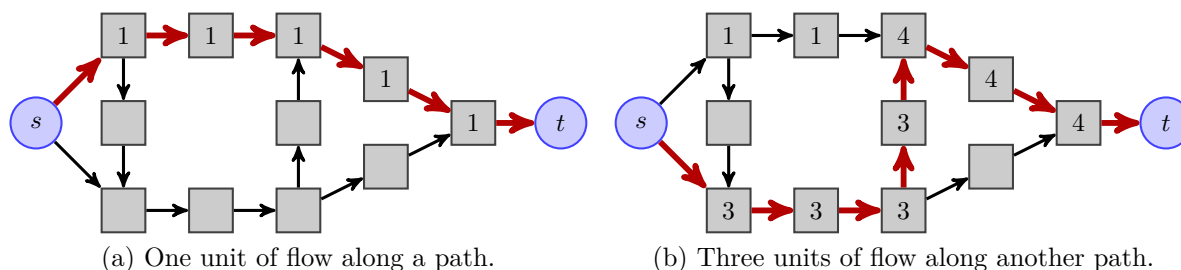 1 1 1
1
s 1 t
(a) One unit of flow along a path.
1 1 4
4
s 3 4 t
3 3 3
(b) Three units of flow along another path.